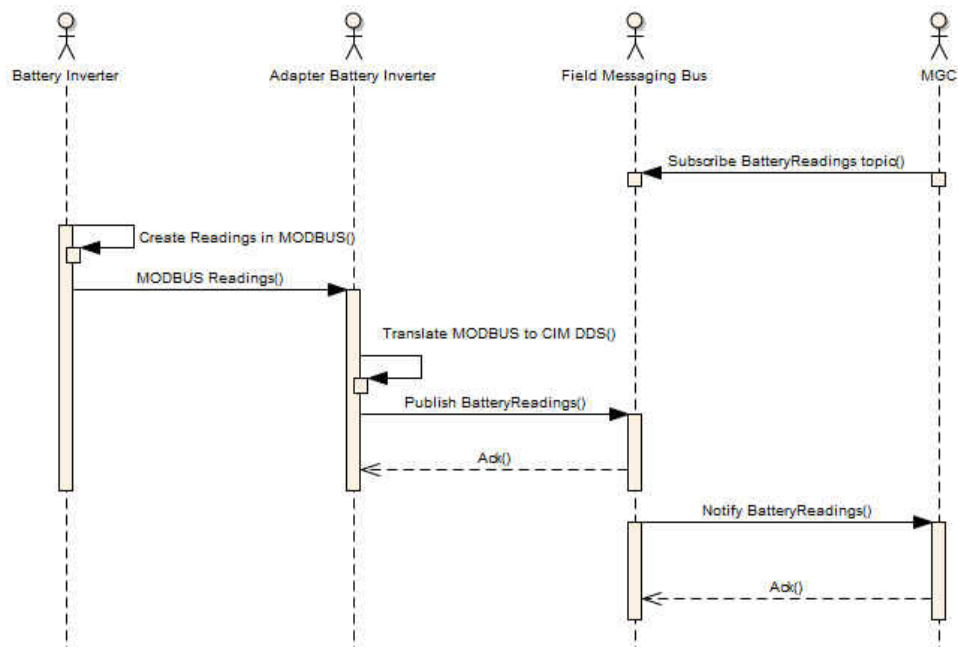 Battery Inverter
Adapter Battery Inverter
Field Messaging Bus
MGC
Subscribe BatteryReadings topic()
Create Readings in MODBUS()
MODBUS Readings()
Translate MODBUS to CIM DDS()
Publish BatteryReadings()
Ack()
Notify BatteryReadings()
Ack()